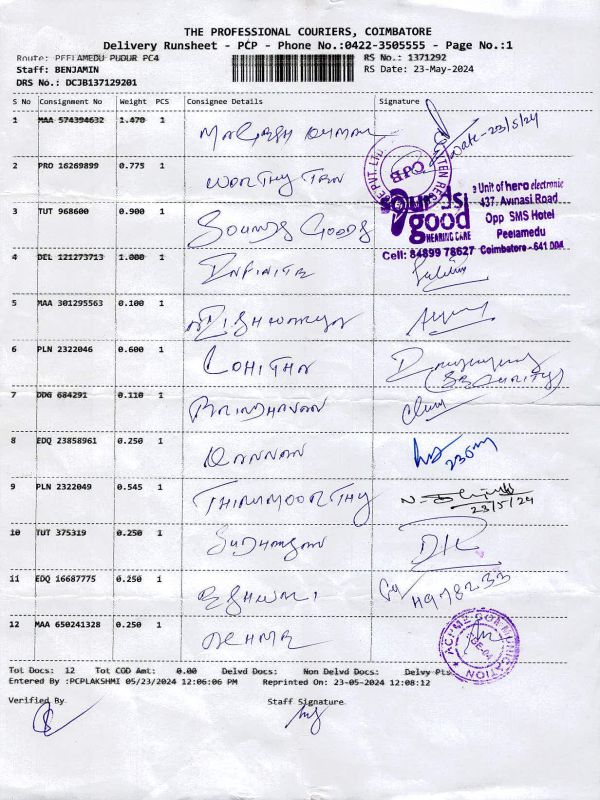 THE PROFESSIONAL COURIERS, COIMBATORE
Delivery Runsheet - PCP - Phone No.:0422-3505555 - Page No.:1
Route: PEELAMEDU PUDUR PC4 RS No.: 1371292
Staff: BENJAMIN RS Date: 23-May-2024
DRS No.: DCJB137129201
S No Consignment No Weight PCS Consignee Details Signature
1 MAA 574394632 1.470 1 Date-23/5/24
2 PRO 16269899 0.775 1 WORTHY
3 TUT 968600 0.900 1 SOUNDS GOODS
Sounds good
HEARING CARE
Cell: 84899 78627
a Unit of hero electronic
437, Avinasi Road
Opp SMS Hotel
Peelamedu
Coimbatore - 641 004
4 DEL 121273713 1.000 1 INFINITE
5 MAA 301295563 0.100 1
6 PLN 2322046 0.600 1 LOHITHA (SECURITY)
7 DDG 684291 0.110 1 BRINDHAVAN
8 EDQ 23858961 0.250 1 KANNAN
9 PLN 2322049 0.545 1 THIRUMOORTHY 23/5/24
10 TUT 375319 0.250 1
11 EDQ 16687775 0.250 1
12 MAA 650241328 0.250 1 ACHME
Tot Docs: 12 Tot COD Amt: 0.00 Delvd Docs: Non Delvd Docs: Delvy Pts
Entered By :PCPLAKSHMI 05/23/2024 12:06:06 PM Reprinted On: 23-05-2024 12:08:12
Verified By Staff Signature